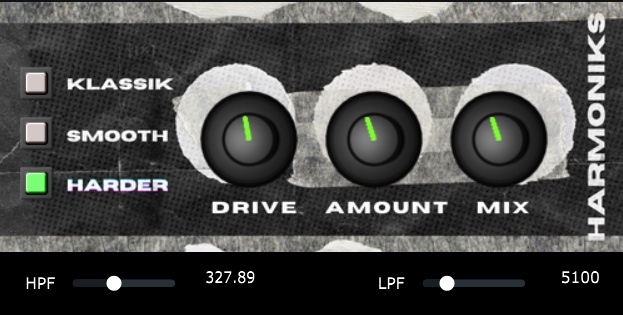 KLASSIK
SMOOTH
HARDER
DRIVE AMOUNT MIX
HARMONIKS
HPF 327.89 LPF 5100